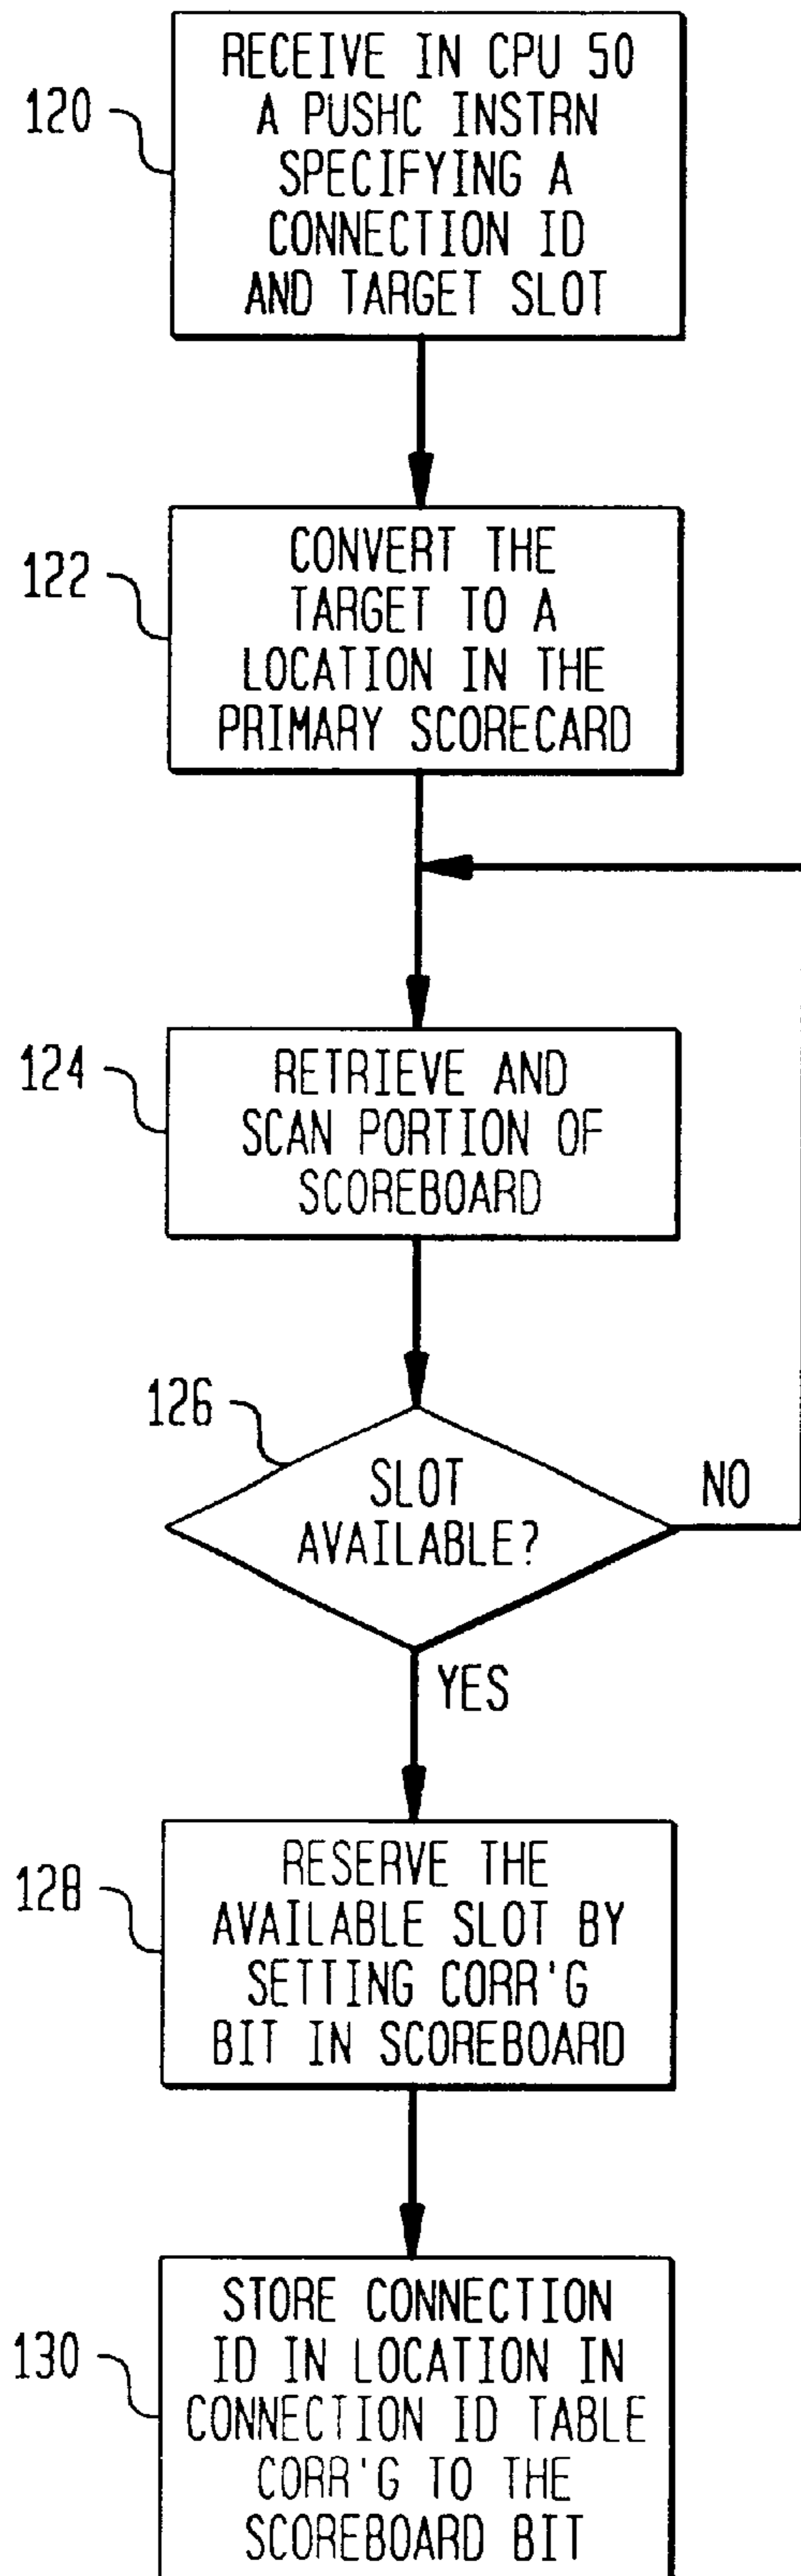 120
RECEIVE IN CPU 50
A PUSHC INSTRN
SPECIFYING A
CONNECTION ID
AND TARGET SLOT
122
CONVERT THE
TARGET TO A
LOCATION IN THE
PRIMARY SCORECARD
124
RETRIEVE AND
SCAN PORTION OF
SCOREBOARD
126
SLOT
AVAILABLE?
NO
YES
128
RESERVE THE
AVAILABLE SLOT BY
SETTING CORR'G
BIT IN SCOREBOARD
130
STORE CONNECTION
ID IN LOCATION IN
CONNECTION ID TABLE
CORR'G TO THE
SCOREBOARD BIT